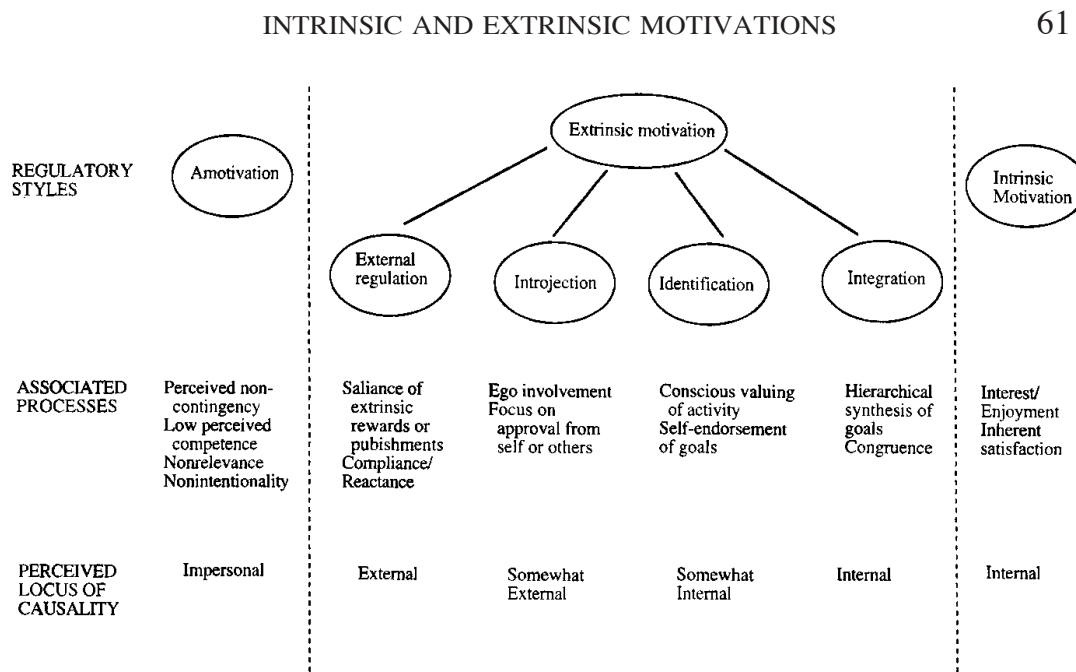 INTRINSIC AND EXTRINSIC MOTIVATIONS 61
Extrinsic motivation
REGULATORY
STYLES
Amotivation
Intrinsic
Motivation
External
regulation
Introjection
Identification
Integration
ASSOCIATED
PROCESSES
Perceived non-
contingency
Low perceived
competence
Nonrelevance
Nonintentionality
Saliance of
extrinsic
rewards or
pubishments
Compliance/
Reactance
Ego involvement
Focus on
approval from
self or others
Conscious valuing
of activity
Self-endorsement
of goals
Hierarchical
synthesis of
goals
Congruence
Interest/
Enjoyment
Inherent
satisfaction
PERCEIVED
LOCUS OF
CAUSALITY
Impersonal
External
Somewhat
External
Somewhat
Internal
Internal
Internal